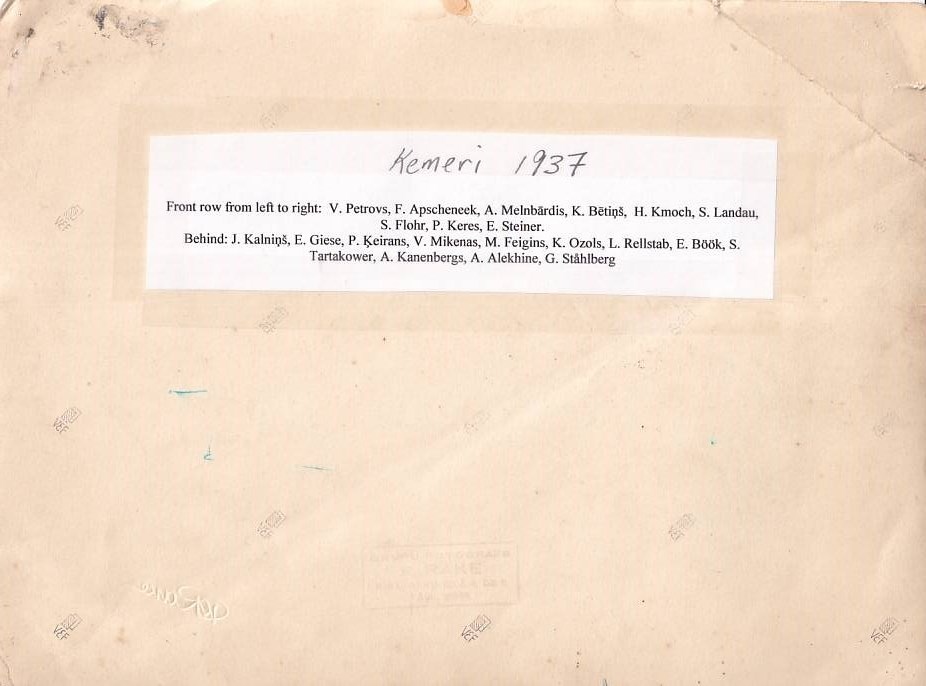 Kemeri 1937
Front row from left to right: V. Petrovs, F. Apscheneek, A. Melnbārdis, K. Bētiņš, H. Kmoch, S. Landau,
S. Flohr, P. Keres, E. Steiner.
Behind: J. Kalniņš, E. Giese, P. Ķeirans, V. Mikenas, M. Feigins, K. Ozols, L. Rellstab, E. Böök, S.
Tartakower, A. Kanenbergs, A. Alekhine, G. Ståhlberg